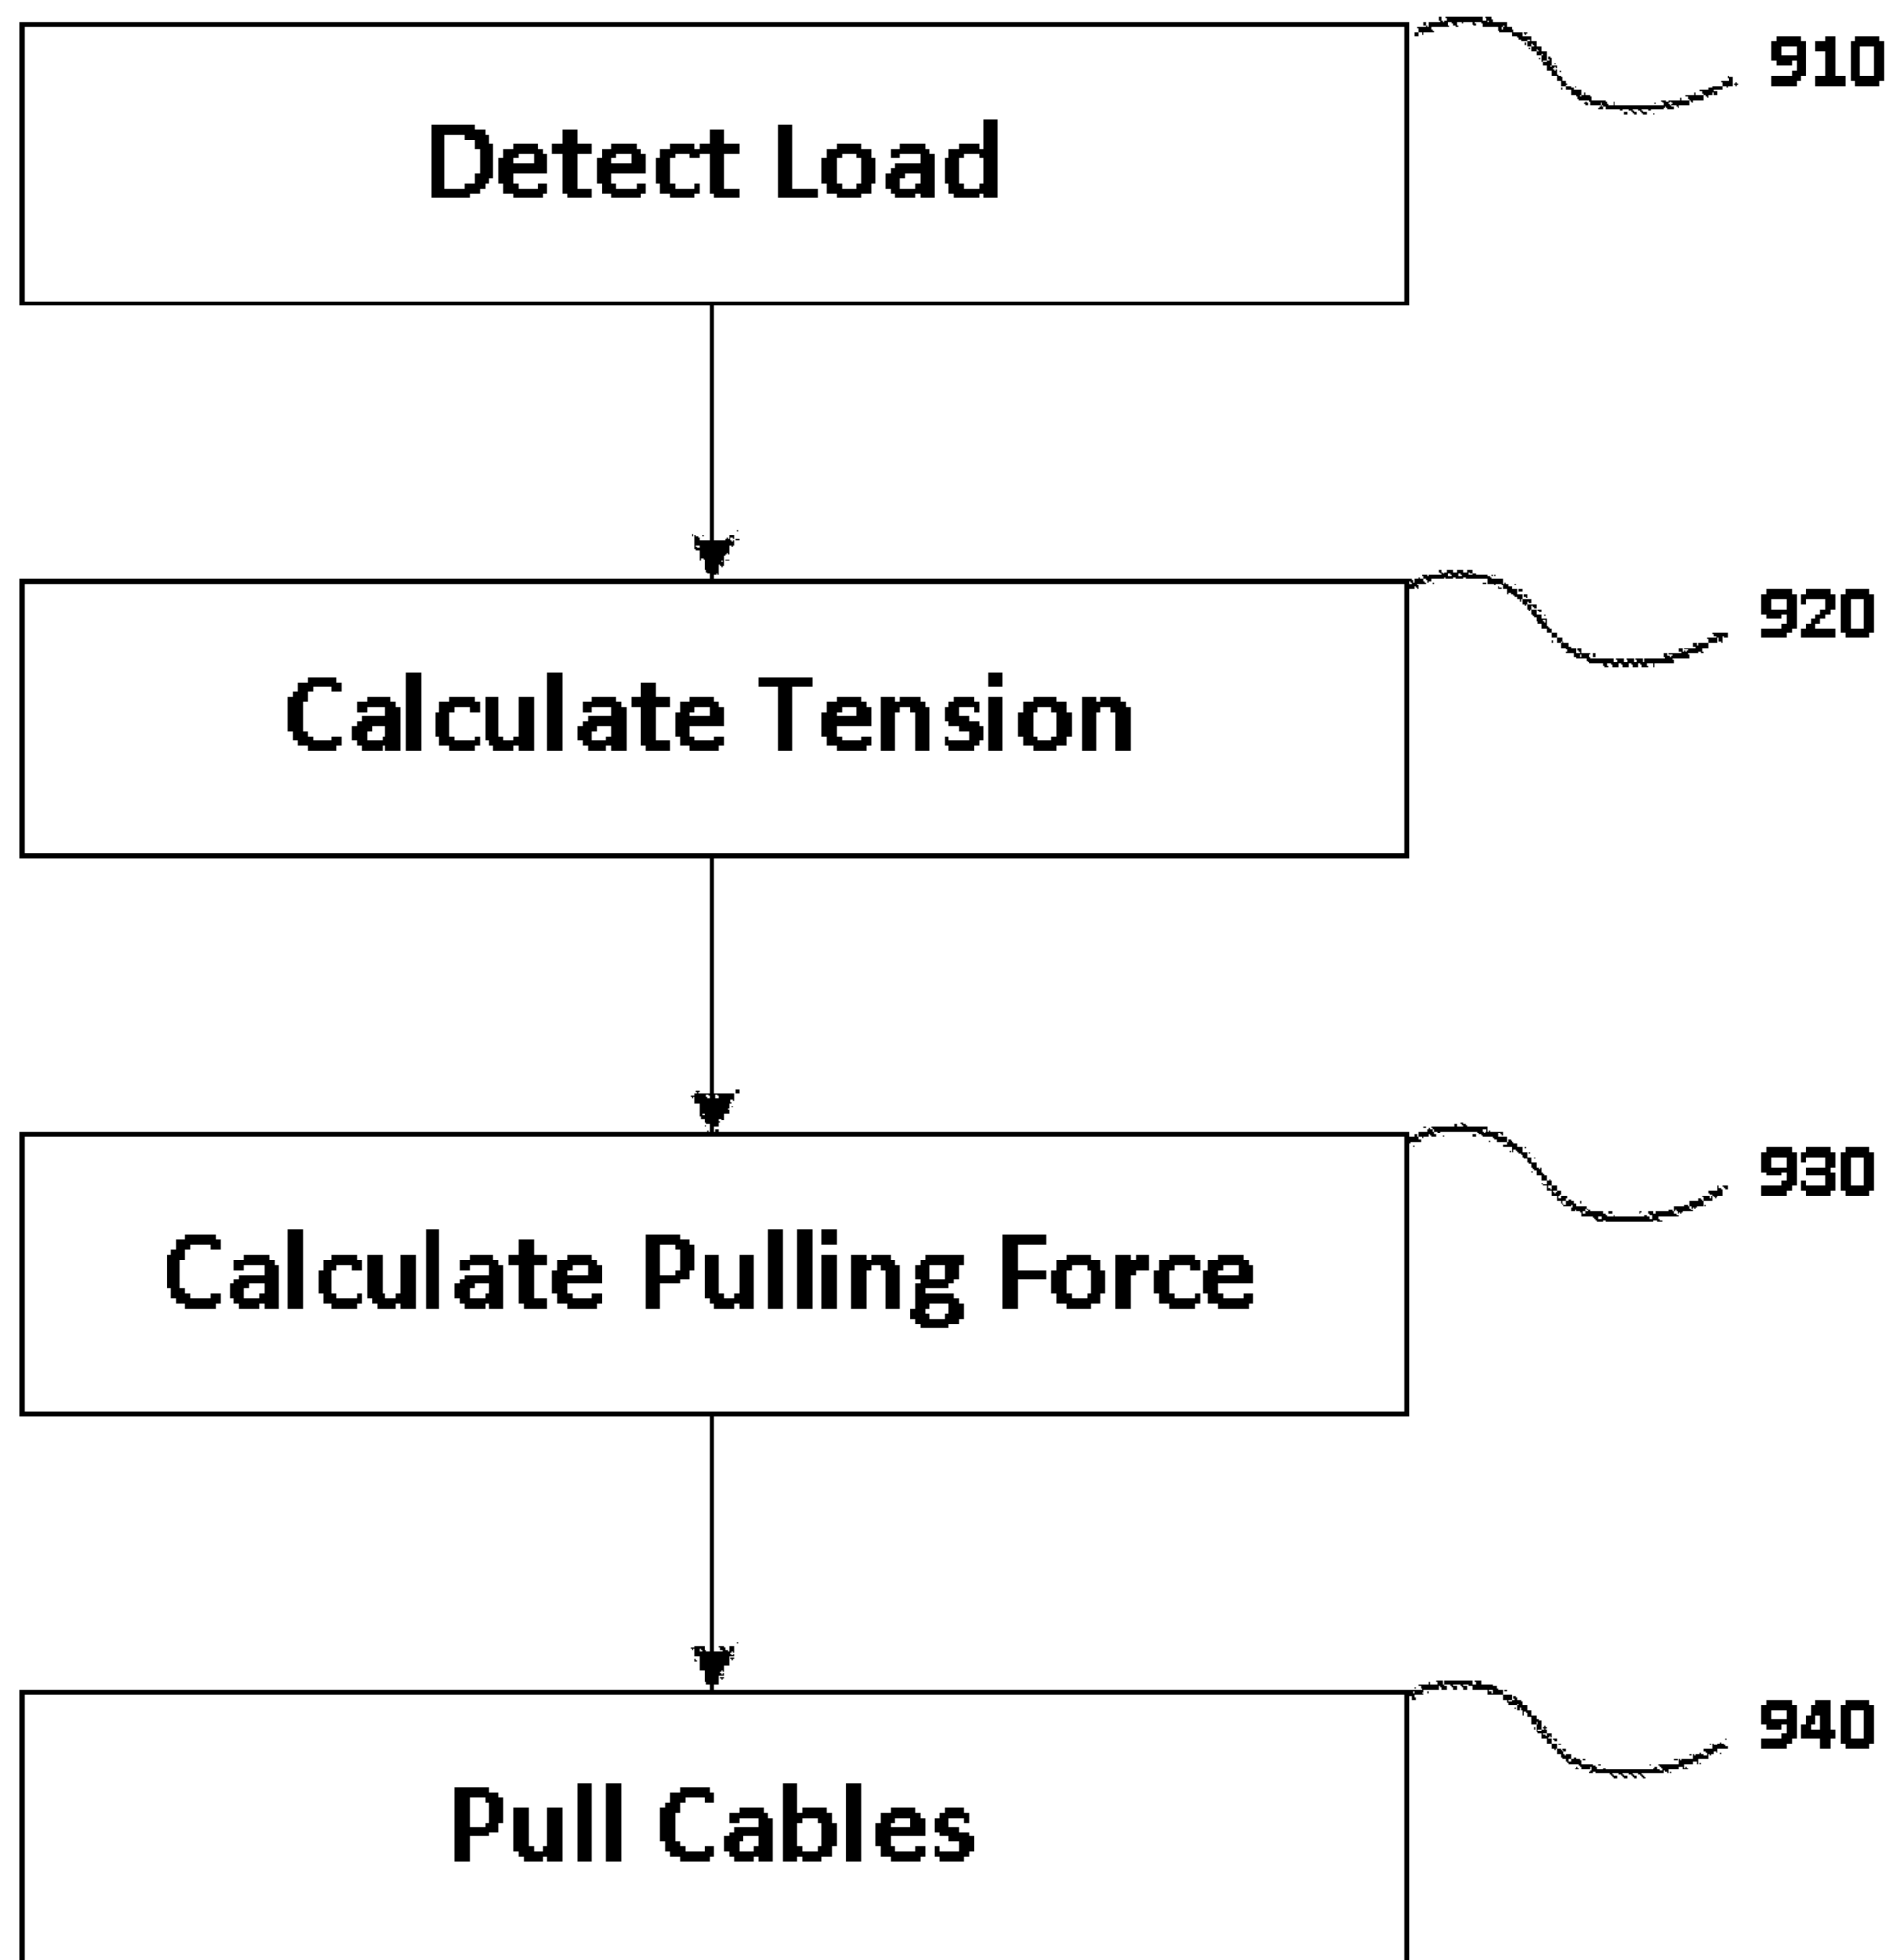 Detect Load
910
Calculate Tension
920
Calculate Pulling Force
930
Pull Cables
940